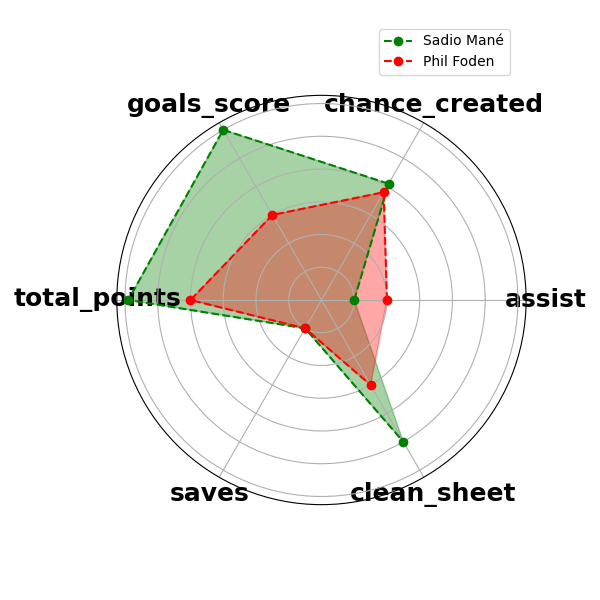 Sadio Mané
Phil Foden
goals_score
chance_created
total_points
assist
saves
clean_sheet